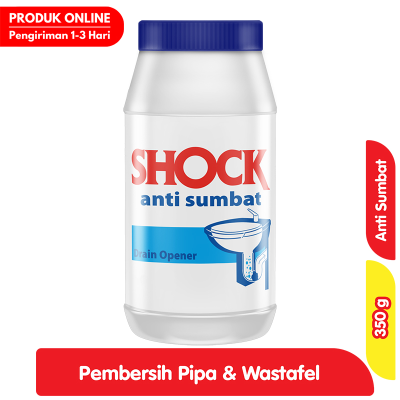 PRODUK ONLINE
Pengiriman 1-3 Hari
SHOCK
anti sumbat
Drain Opener
Anti Sumbat
350 g
Pembersih Pipa & Wastafel